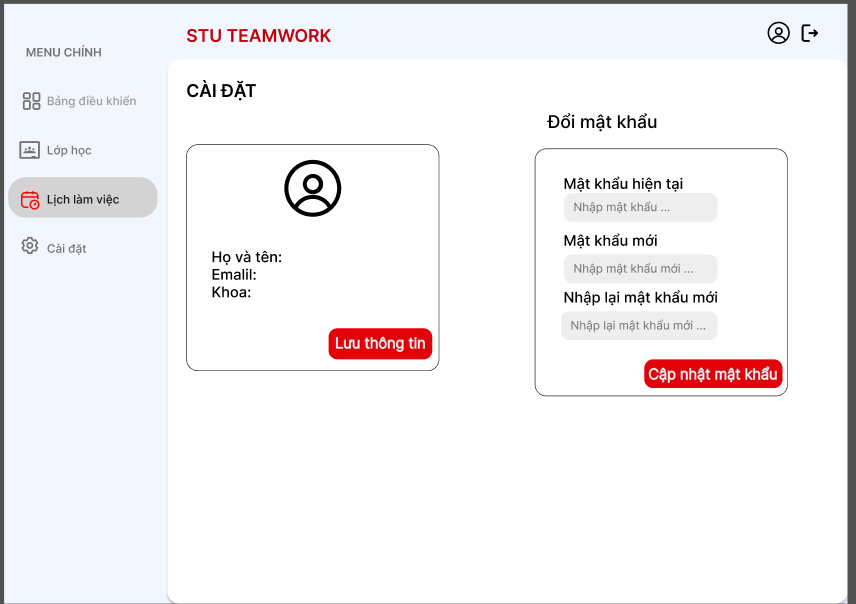 STU TEAMWORK
MENU CHÍNH
Bảng điều khiển
Lớp học
Lịch làm việc
Cài đặt
CÀI ĐẶT
Họ và tên:
Emalil:
Khoa:
Lưu thông tin
Đổi mật khẩu
Mật khẩu hiện tại
Nhập mật khẩu ...
Mật khẩu mới
Nhập mật khẩu mới ...
Nhập lại mật khẩu mới
Nhập lại mật khẩu mới ...
Cập nhật mật khẩu